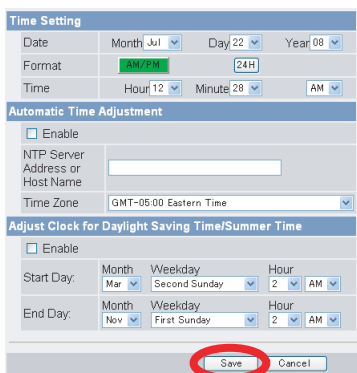 Time Setting
Date Month Jul Day 22 Year 08
Format AM/PM 24H
Time Hour 12 Minute 28 AM
Automatic Time Adjustment
Enable
NTP Server
Address or
Host Name
Time Zone GMT-05:00 Eastern Time
Adjust Clock for Daylight Saving Time/Summer Time
Enable
Month Weekday Hour
Start Day: Mar Second Sunday 2 AM
Month Weekday Hour
End Day: Nov First Sunday 2 AM
Save Cancel